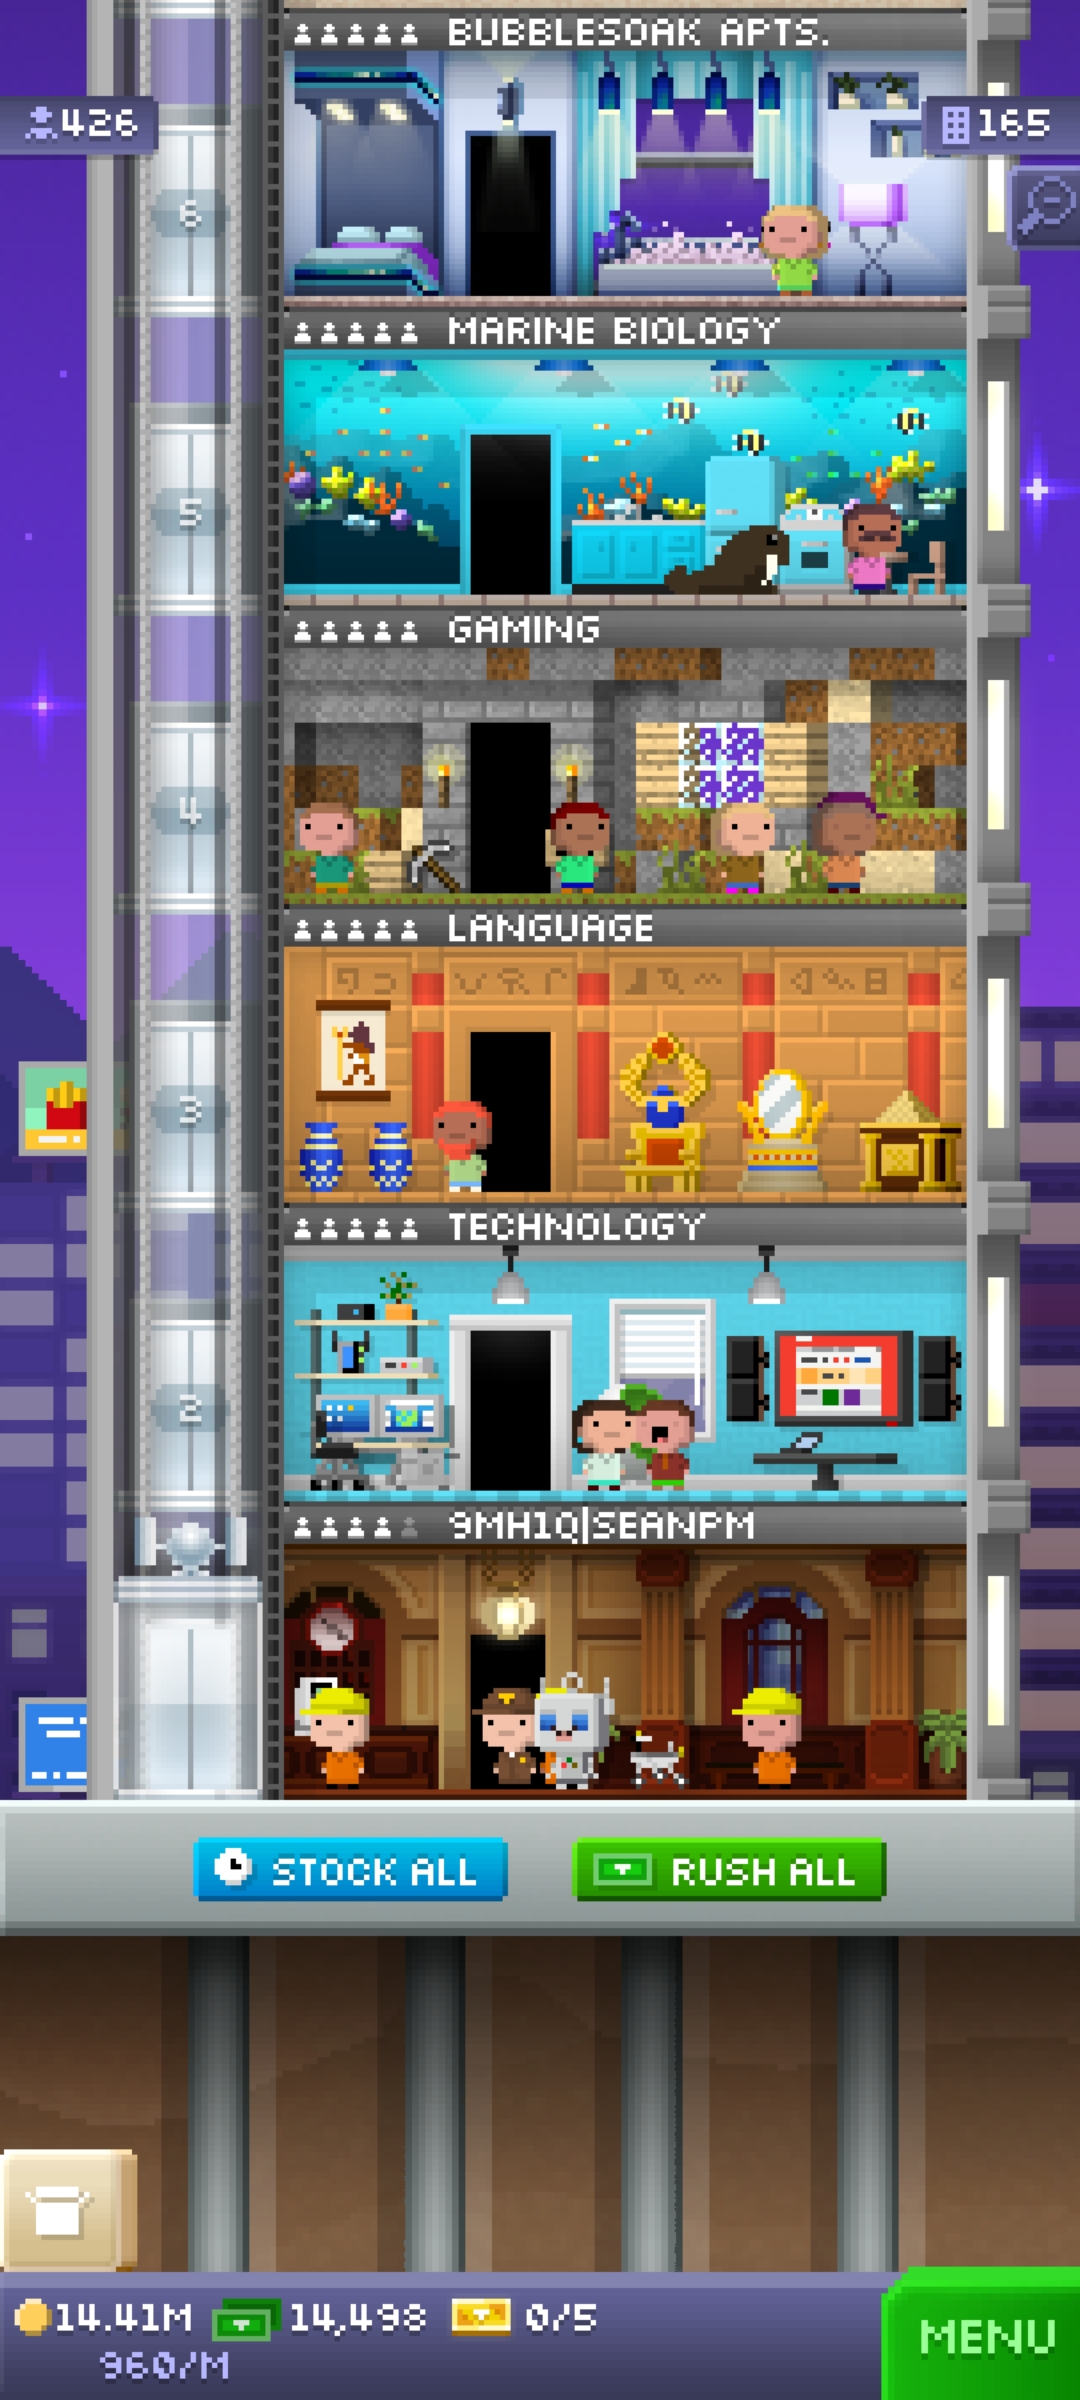 BUBBLESOAK APTS.
426
165
6
MARINE BIOLOGY
5
GAMING
4
LANGUAGE
3
TECHNOLOGY
2
9MH1Q|SEANPM
STOCK ALL
RUSH ALL
14.41M 14,498 0/5
960/M
MENU